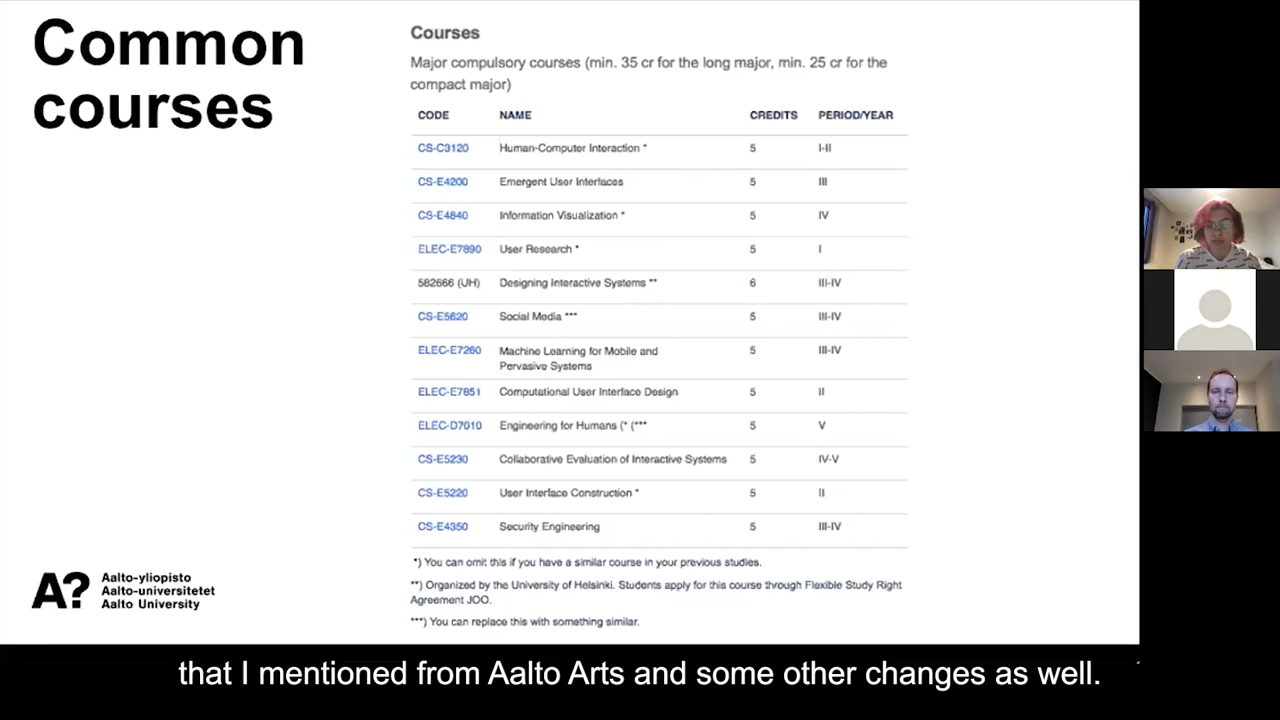 Common
courses
Courses
Major compulsory courses (min. 35 cr for the long major, min. 25 cr for the
compact major)
CODE NAME CREDITS PERIOD/YEAR
CS-C3120 Human-Computer Interaction * 5 I-II
CS-E4200 Emergent User Interfaces 5 III
CS-E4840 Information Visualization * 5 IV
ELEC-E7890 User Research * 5 I
582666 (UH) Designing Interactive Systems ** 6 III-IV
CS-E5620 Social Media *** 5 III-IV
ELEC-E7260 Machine Learning for Mobile and
Pervasive Systems 5 III-IV
ELEC-E7851 Computational User Interface Design 5 II
ELEC-D7010 Engineering for Humans (* (*** 5 V
CS-E5230 Collaborative Evaluation of Interactive Systems 5 IV-V
CS-E5220 User Interface Construction * 5 II
CS-E4350 Security Engineering 5 III-IV
*) You can omit this if you have a similar course in your previous studies.
**) Organized by the University of Helsinki. Students apply for this course through Flexible Study Right
Agreement JOO.
***) You can replace this with something similar.
A?
Aalto-yliopisto
Aalto-universitetet
Aalto University
that I mentioned from Aalto Arts and some other changes as well.